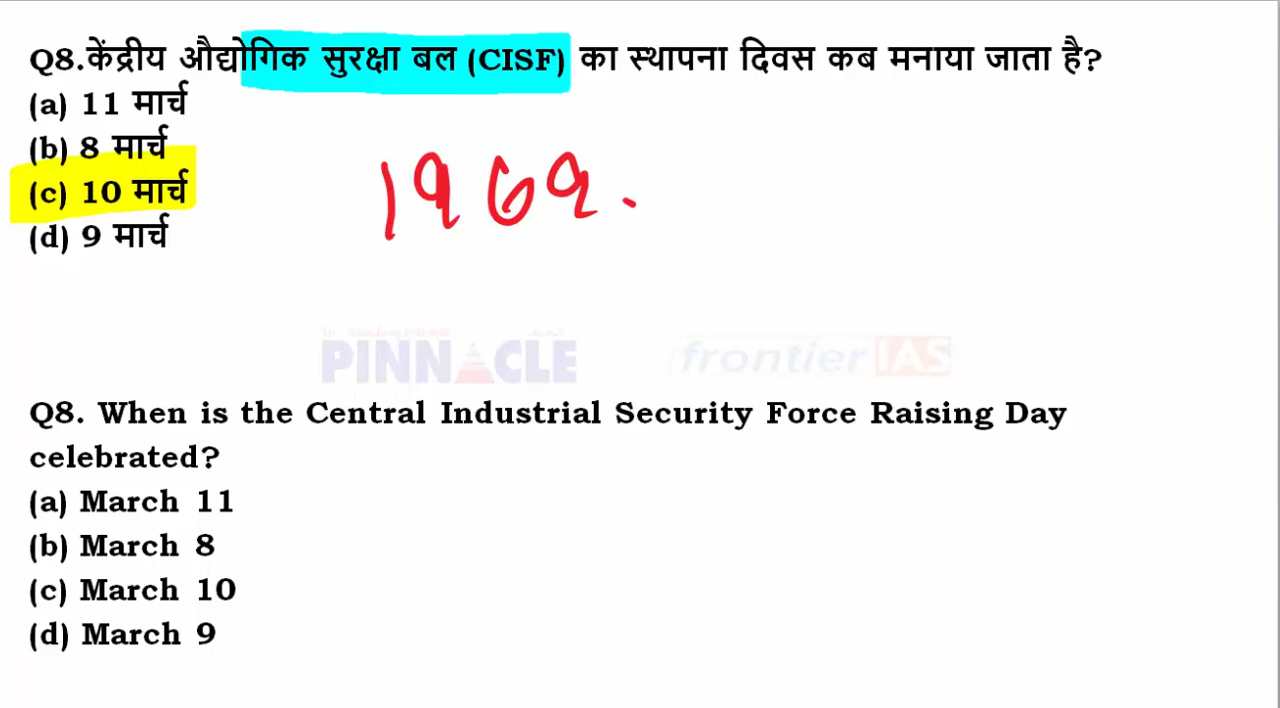 Q8.केंद्रीय औद्योगिक सुरक्षा बल (CISF) का स्थापना दिवस कब मनाया जाता है?
(a) 11 मार्च
(b) 8 मार्च
(c) 10 मार्च
(d) 9 मार्च
1969.
PINNACLE frontier IAS
Q8. When is the Central Industrial Security Force Raising Day
celebrated?
(a) March 11
(b) March 8
(c) March 10
(d) March 9